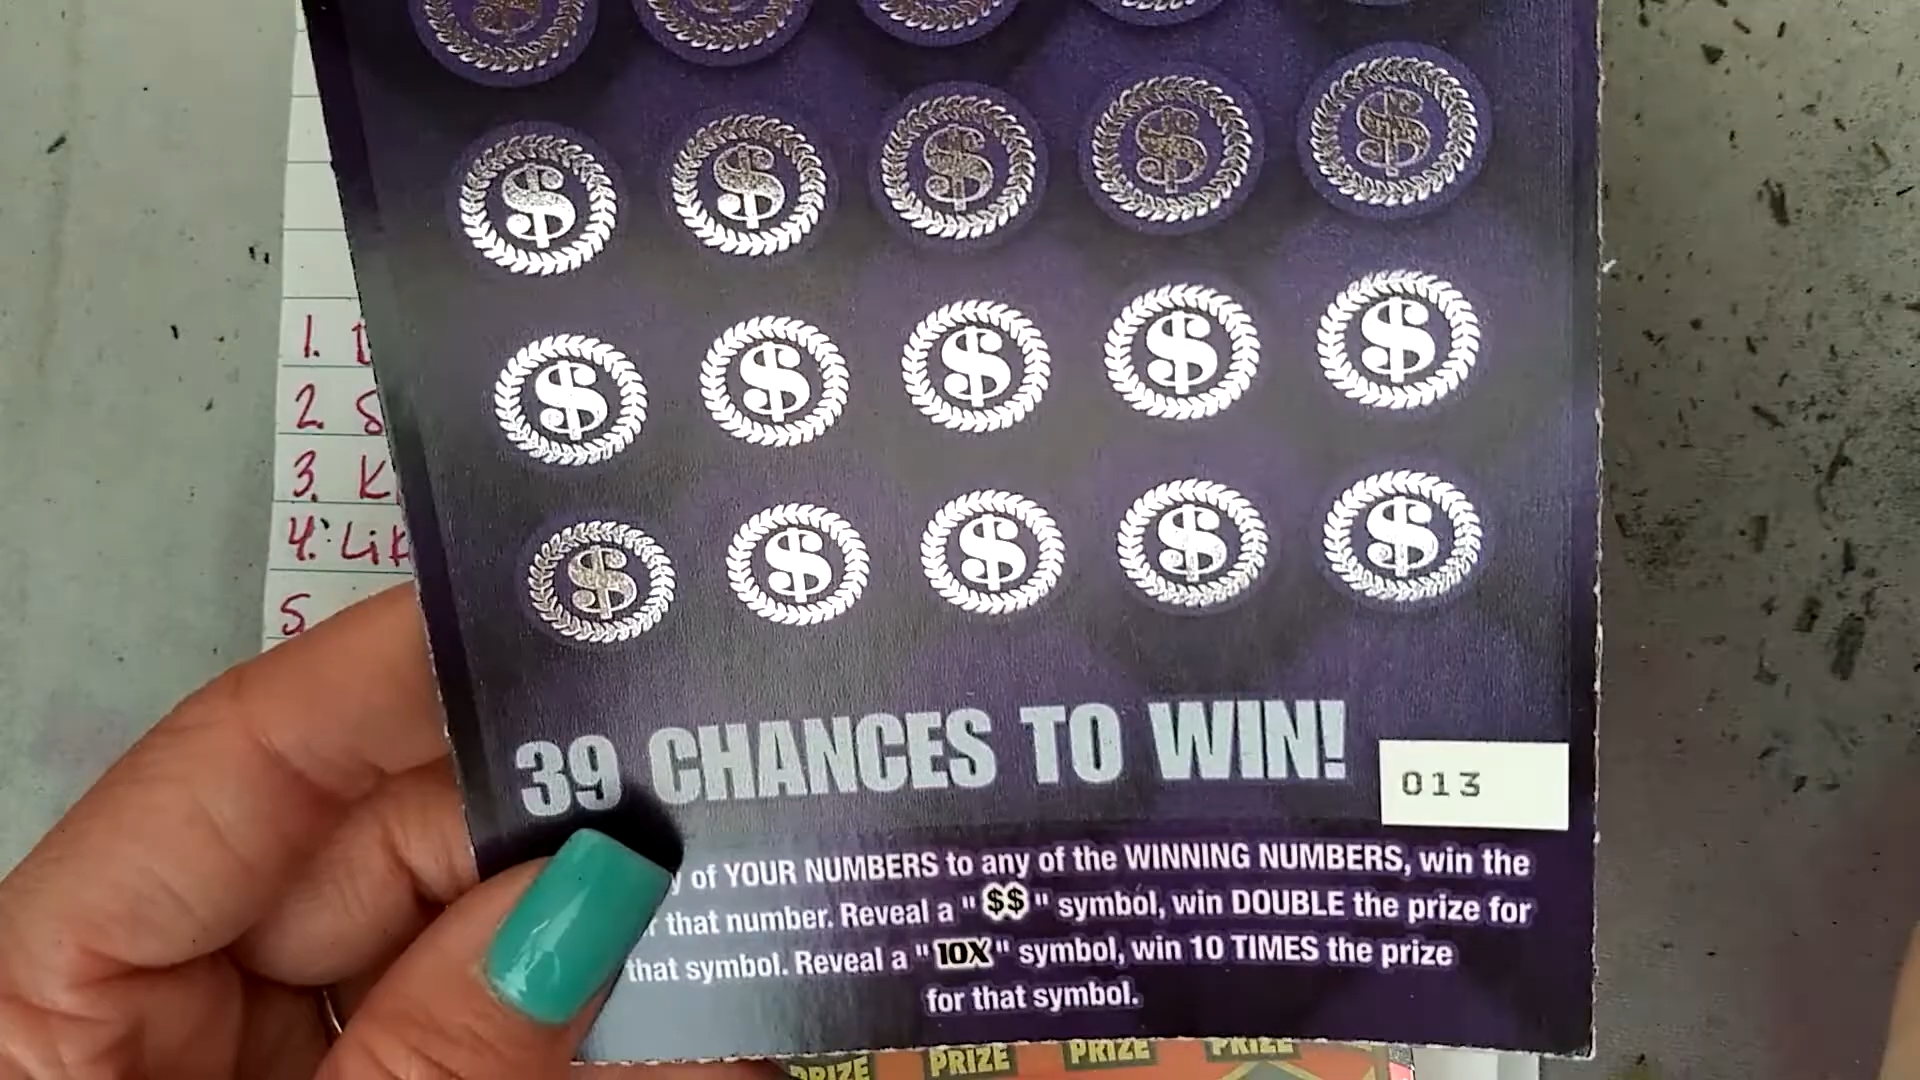 1.
2. S
3. K
4. Lik
5.
39 CHANCES TO WIN!
013
of YOUR NUMBERS to any of the WINNING NUMBERS, win the
that number. Reveal a "$$" symbol, win DOUBLE the prize for
that symbol. Reveal a "10X" symbol, win 10 TIMES the prize
for that symbol.
PRIZE PRIZE PRIZE PRIZE